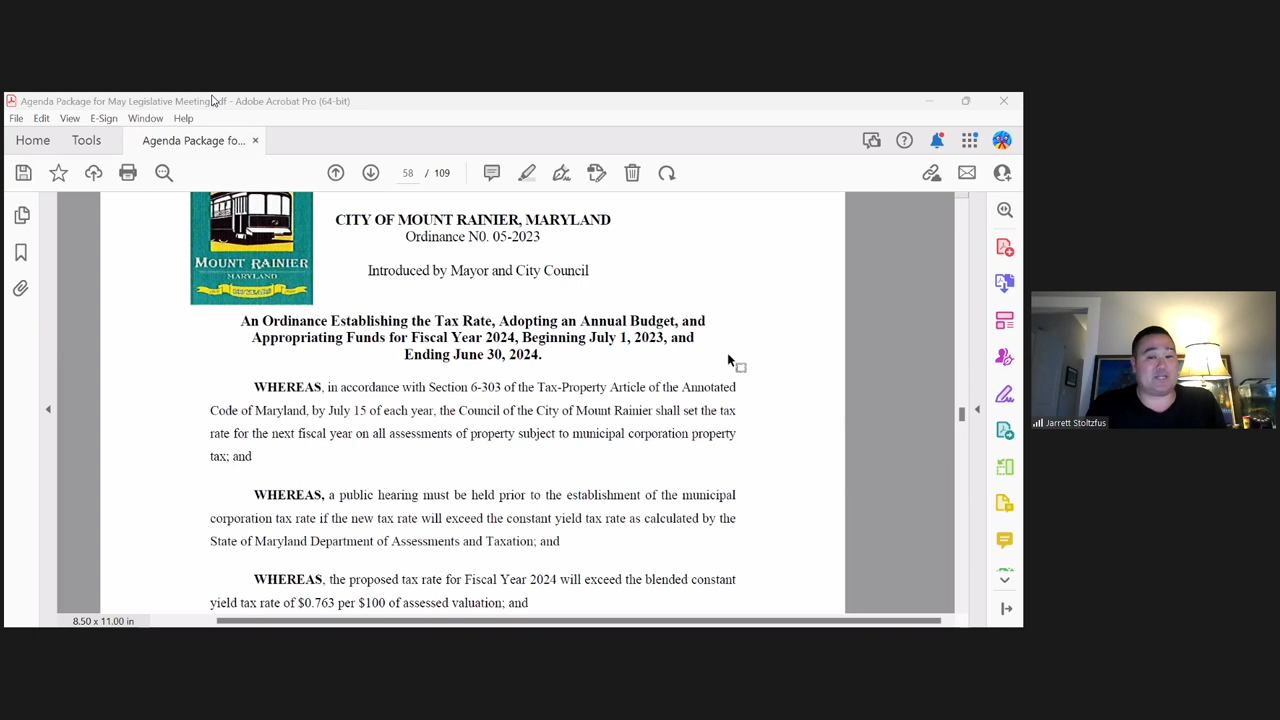 Agenda Package for May Legislative Meeting.pdf - Adobe Acrobat Pro (64-bit)
File Edit View E-Sign Window Help
Home Tools Agenda Package fo... ×
58 / 109
MOUNT RAINIER
MARYLAND
CITY OF MOUNT RAINIER, MARYLAND
Ordinance N0. 05-2023
Introduced by Mayor and City Council
An Ordinance Establishing the Tax Rate, Adopting an Annual Budget, and
Appropriating Funds for Fiscal Year 2024, Beginning July 1, 2023, and
Ending June 30, 2024.
WHEREAS, in accordance with Section 6-303 of the Tax-Property Article of the Annotated
Code of Maryland, by July 15 of each year, the Council of the City of Mount Rainier shall set the tax
rate for the next fiscal year on all assessments of property subject to municipal corporation property
tax; and
WHEREAS, a public hearing must be held prior to the establishment of the municipal
corporation tax rate if the new tax rate will exceed the constant yield tax rate as calculated by the
State of Maryland Department of Assessments and Taxation; and
WHEREAS, the proposed tax rate for Fiscal Year 2024 will exceed the blended constant
yield tax rate of $0.763 per $100 of assessed valuation; and
8.50 x 11.00 in
Jarrett Stoltzfus